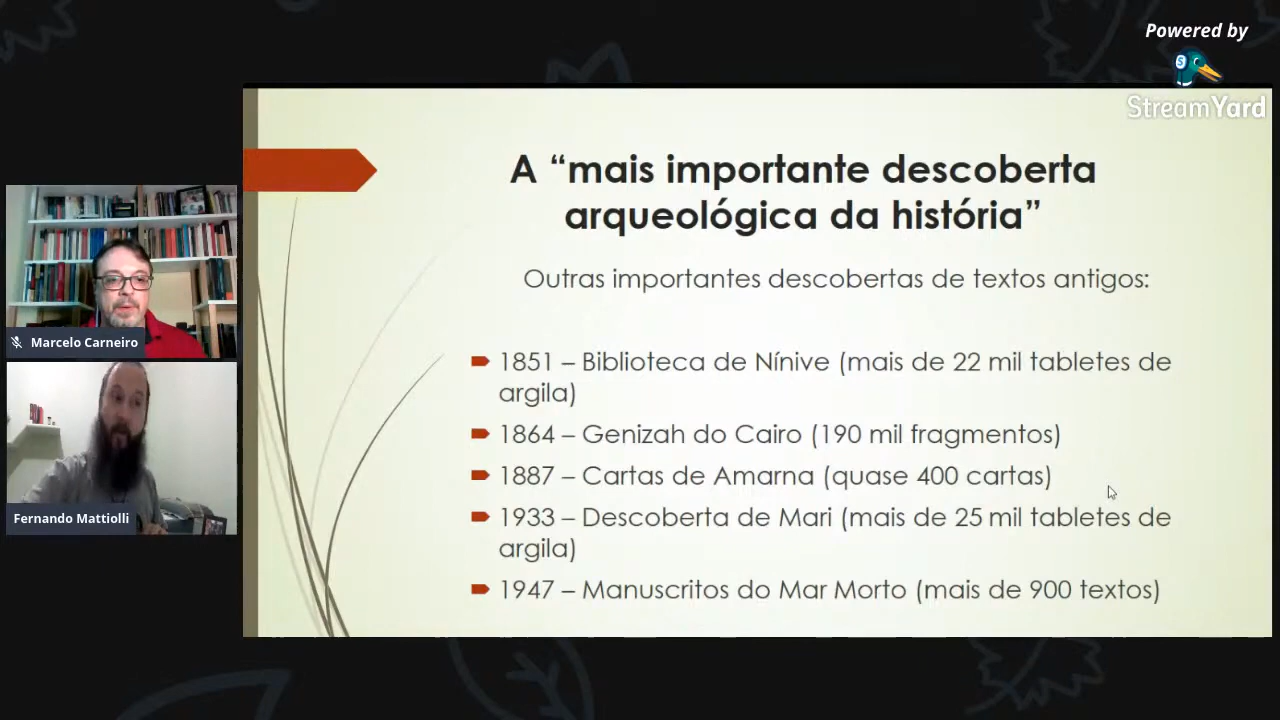 Powered by
StreamYard
A “mais importante descoberta
arqueológica da história”
Outras importantes descobertas de textos antigos:
1851 – Biblioteca de Nínive (mais de 22 mil tabletes de
argila)
1864 – Genizah do Cairo (190 mil fragmentos)
1887 – Cartas de Amarna (quase 400 cartas)
1933 – Descoberta de Mari (mais de 25 mil tabletes de
argila)
1947 – Manuscritos do Mar Morto (mais de 900 textos)
Marcelo Carneiro
Fernando Mattiolli